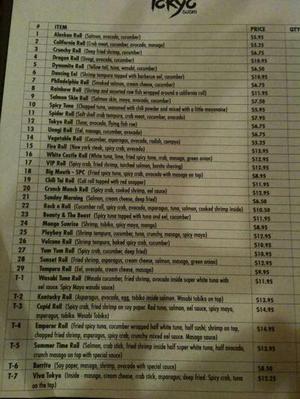 Tokyo
# ITEM PRICE QTY
1 Alaskan Roll (Salmon, avocado, cucumber) $5.95
2 California Roll (Crab meat, cucumber, avocado, masago) $5.25
3 Crunchy Roll (Deep fried shrimp, cucumber) $6.75
4 Dragon Roll (Unagi, avocado, cucumber) $10.95
5 Dynamite Roll (Yellow tail, tuna, wasabi, cucumber) $6.50
6 Dancing Eel (Shrimp tempura topped with barbecue eel, cucumber) $10.95
7 Philadelphia Roll (Smoked salmon, cream cheese, cucumber) $6.75
8 Rainbow Roll (Shrimp and assorted raw fish wrapped around a california roll) $11.95
9 Salmon Skin Roll (Salmon skin, mayo, avocado, cucumber)
10 Spicy Tuna (Chopped tuna, seasoned with chili powder and mixed with a little mayonnaise) $5.95
11 Spider Roll (Soft shell crab tempura, crab meat, cucumber, avocado)
12 Tokyo Roll (Tuna, avocado, flying fish roe) $6.75
13 Unagi Roll (Eel, masago, cucumber, avocado)
14 Vegetable Roll (Cucumber, asparagus, avocado, radish, campyo) $5.25
15 Fire Roll (New york steak, spicy crab, avocado)
16 White Castle Roll (White tuna, lime, fried spicy tuna, crab, masago, green onion) $12.95
17 VIP Roll (Spicy crab, fried shrimp, torched salmon, bonito shaving) $12.95
18 Big Mouth - SPC (Fried spicy tuna, spicy crab, avocado with masago on top) $8.95
19 Chili Tai Roll (Cali roll topped with red snapper) $11.95
20 Crunch Munch Roll (Spicy crab, cooked shrimp, eel sauce) $12.95
21 Sunday Morning (Salmon, cream cheese, deep fried) $6.50
22 Rock n Roll (Cucumber roll, spicy crab, avocado, asparagus, tuna, salmon, cooked shrimp inside) $10.50
23 Beauty & The Beast (Spicy tuna topped with tuna and eel, cucumber) $11.95
24 Mango Sunrise (Shrimp, tobiko, spicy mayo, mango) $8.95
25 Playboy Roll (Shrimp tempura, cucumber, tuna, masago, spicy mayo) $12.95
26 Volcano Roll (Shrimp tempura, baked spicy crab, cucumber) $10.95
27 Yum Yum Roll (Spicy crab, cucumber, deep fried)
28 Sunset Roll (Fried shrimp, asparagus, cream cheese, salmon, masago, green onion) $12.95
29 Tampura Roll (Eel, avocado, cream cheese, masago) $9.95
T-1 Wasabi Tuna Roll (Masabi cucumber, fried shrimp, avocado inside super white tuna with $11.95
eel sauce. Spicy Mayo wasabi sauce)
T-2 Kentucky Roll (Asparagus, avocado, egg, tobiko inside salmon. Wasabi tobiko on top) $13.95
T-3 Cupid Roll (Spicy crab, fried shrimp on soy paper. Red tuna, salmon, eel sauce, spicy mayo, $14.95
asparagus, tobiko. Wasabi Tobiko)
T-4 Emperor Roll (Fried spicy tuna, cucumber wrapped half white tuna, half sushi; shrimp on top, $14.95
chopped fried shrimp, asparagus, spicy crab, crunchy mixed eel sauce. Masago sauce)
T-5 Summer Time Roll (Salmon, crab stick, fried shrimp inside half super white tuna, half avocado, $13.95
crunch masago on top with special sauce)
T-6 Burrito (Soy paper, masago, shrimp, avocado with special sauce) $8.50
T-7 Viva Tokyo (Inside - masago, cream cheese, crab stick, asparagus; deep fried. Spicy crab, tuna $12.25
on the top)